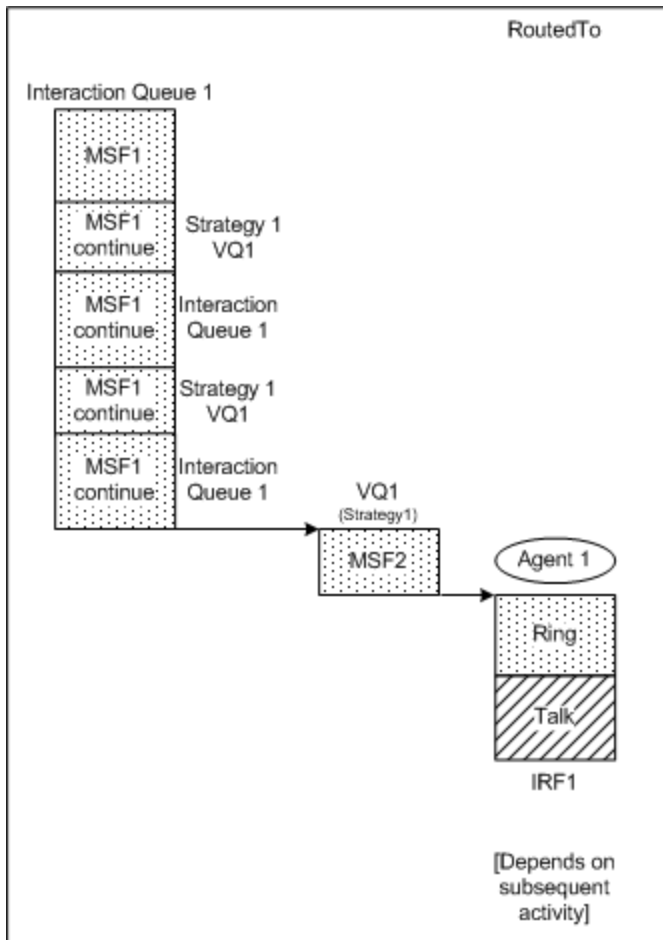 RoutedTo
Interaction Queue 1
MSF1
MSF1
continue
Strategy 1
VQ1
MSF1
continue
Interaction
Queue 1
MSF1
continue
Strategy 1
VQ1
MSF1
continue
Interaction
Queue 1
VQ1
(Strategy1)
MSF2
Agent 1
Ring
Talk
IRF1
[Depends on
subsequent
activity]